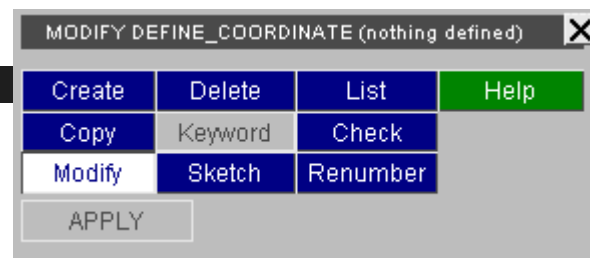 MODIFY DEFINE_COORDINATE (nothing defined)
Create Delete List Help
Copy Keyword Check
Modify Sketch Renumber
APPLY